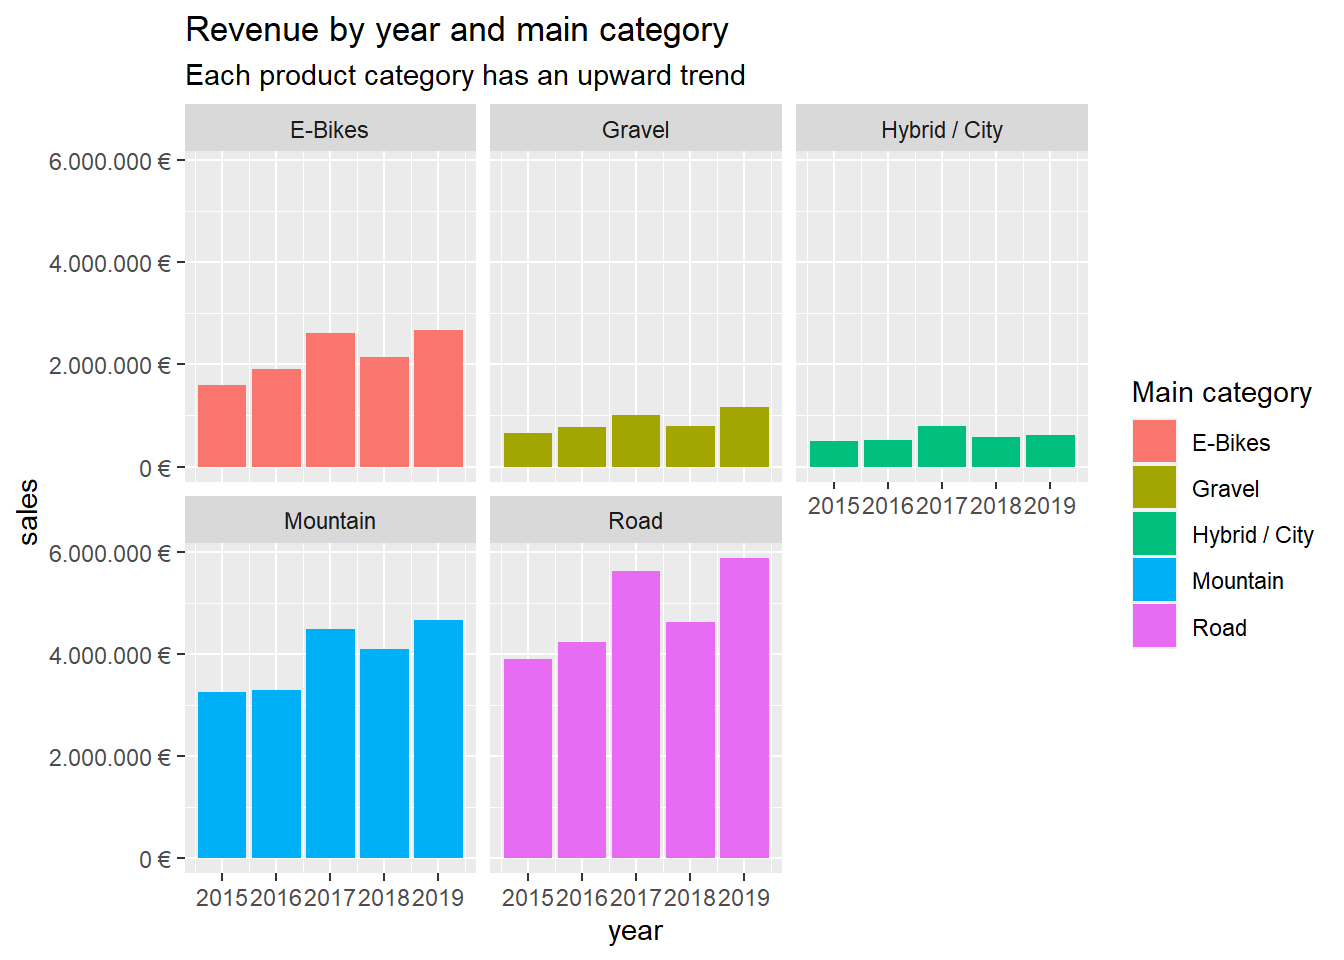 Revenue by year and main category
Each product category has an upward trend
E-Bikes
Gravel
Hybrid / City
6.000.000 €
4.000.000 €
2.000.000 €
0 €
2015 2016 2017 2018 2019
Mountain
Road
6.000.000 €
4.000.000 €
2.000.000 €
0 €
2015 2016 2017 2018 2019
2015 2016 2017 2018 2019
year
sales
Main category
E-Bikes
Gravel
Hybrid / City
Mountain
Road